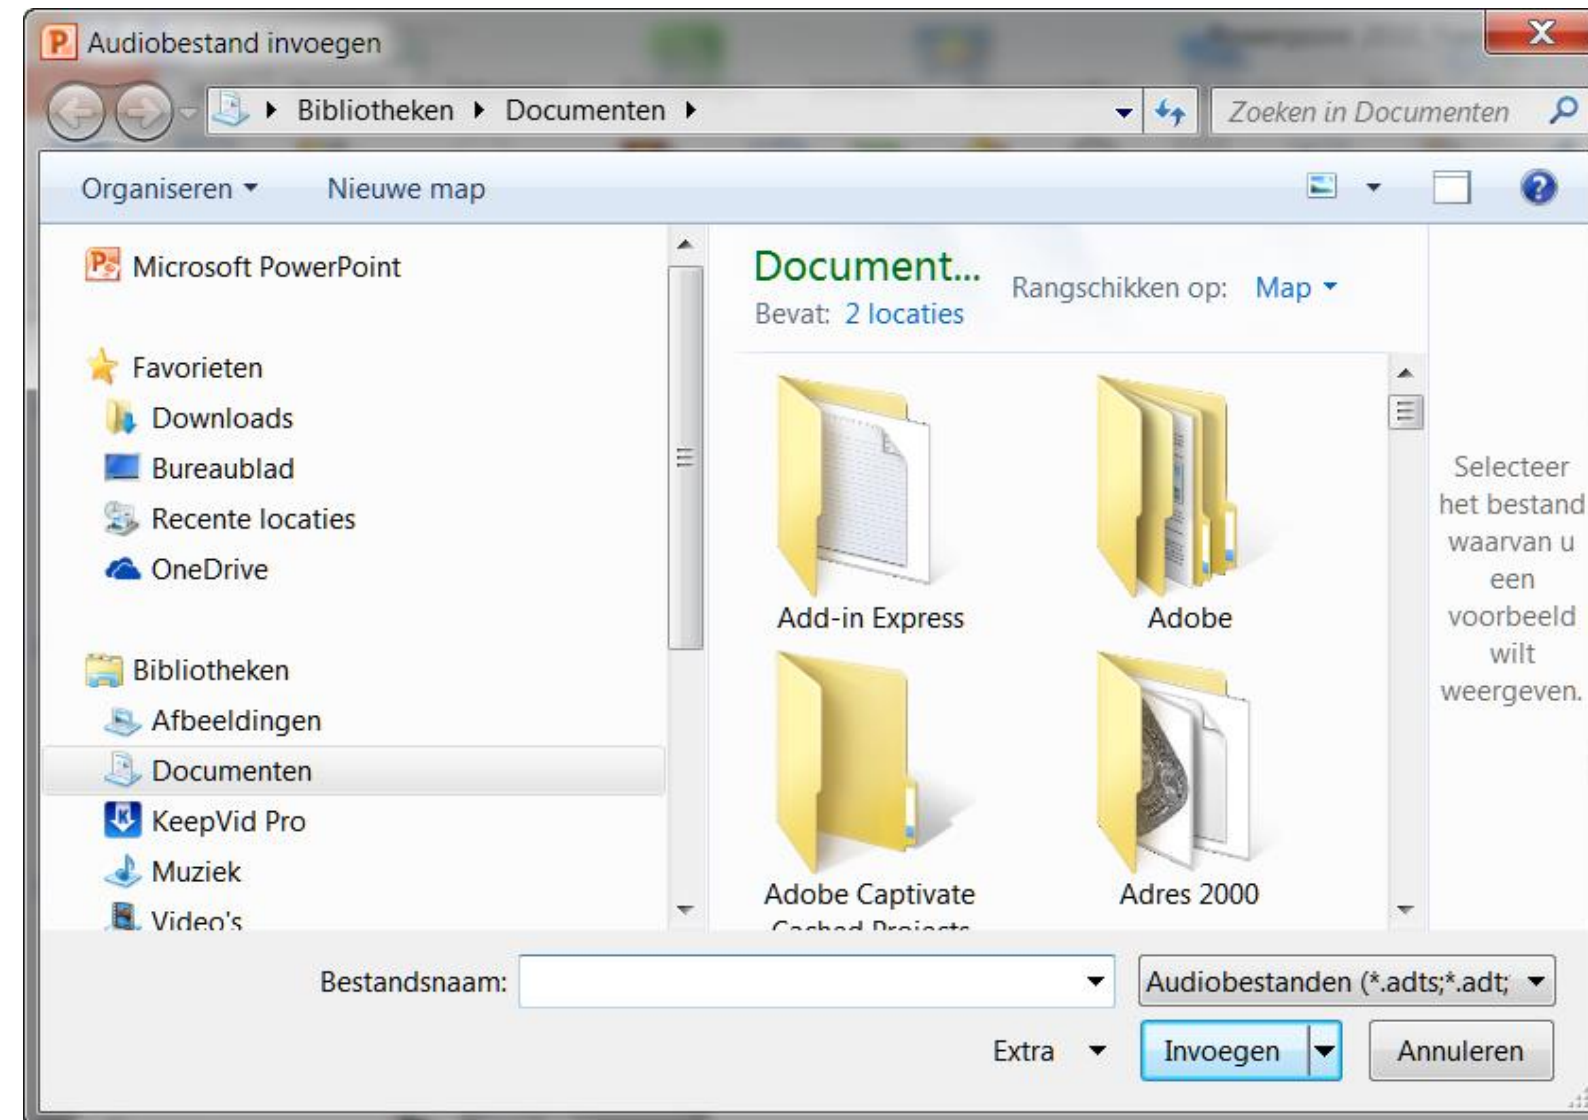 Audiobestand invoegen
Bibliotheken Documenten
Zoeken in Documenten
Organiseren Nieuwe map
Microsoft PowerPoint
Favorieten
Downloads
Bureaublad
Recente locaties
OneDrive
Bibliotheken
Afbeeldingen
Documenten
KeepVid Pro
Muziek
Video's
Document...
Bevat: 2 locaties
Rangschikken op: Map
Add-in Express
Adobe
Adobe Captivate
Cached Projects
Adres 2000
Selecteer
het bestand
waarvan u
een
voorbeeld
wilt
weergeven.
Bestandsnaam:
Audiobestanden (*.adts;*.adt;
Extra Invoegen Annuleren